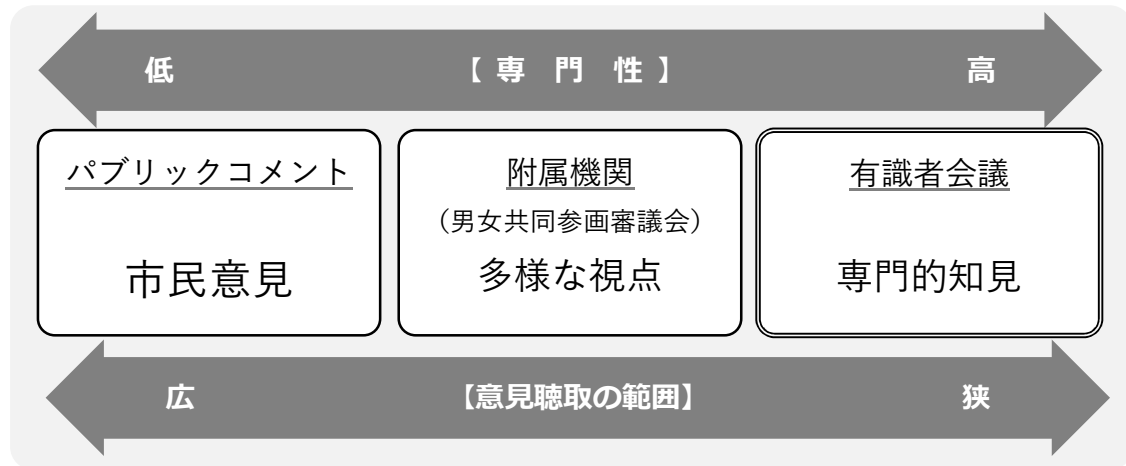 低 【 専 門 性 】 高
パブリックコメント
市民意見
附属機関
(男女共同参画審議会)
多様な視点
有識者会議
専門的知見
広 【意見聴取の範囲】 狭